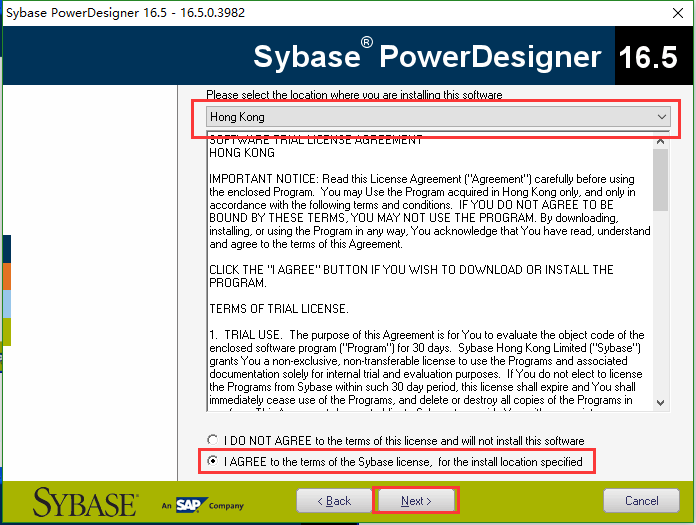 Sybase PowerDesigner 16.5 - 16.5.0.3982
Sybase® PowerDesigner 16.5
Please select the location where you are installing this software
Hong Kong
SOFTWARE TRIAL LICENSE AGREEMENT
HONG KONG
IMPORTANT NOTICE: Read this License Agreement ("Agreement") carefully before using
the enclosed Program. You may Use the Program acquired in Hong Kong only, and only in
accordance with the following terms and conditions. IF YOU DO NOT AGREE TO BE
BOUND BY THESE TERMS, YOU MAY NOT USE THE PROGRAM. By downloading,
installing, or using the Program in any way, You acknowledge that You have read, understand
and agree to the terms of this Agreement.
CLICK THE "I AGREE" BUTTON IF YOU WISH TO DOWNLOAD OR INSTALL THE
PROGRAM.
TERMS OF TRIAL LICENSE.
1. TRIAL USE. The purpose of this Agreement is for You to evaluate the object code of the
enclosed software program ("Program") for 30 days. Sybase Hong Kong Limited ("Sybase")
grants You a non-exclusive, non-transferable license to use the Programs and associated
documentation solely for internal trial and evaluation purposes. If You do not elect to license
the Programs from Sybase within such 30 day period, this license shall expire and You shall
immediately cease use of the Programs, and delete or destroy all copies of the Programs in
I DO NOT AGREE to the terms of this license and will not install this software
I AGREE to the terms of the Sybase license, for the install location specified
SYBASE® An SAP Company
< Back
Next >
Cancel